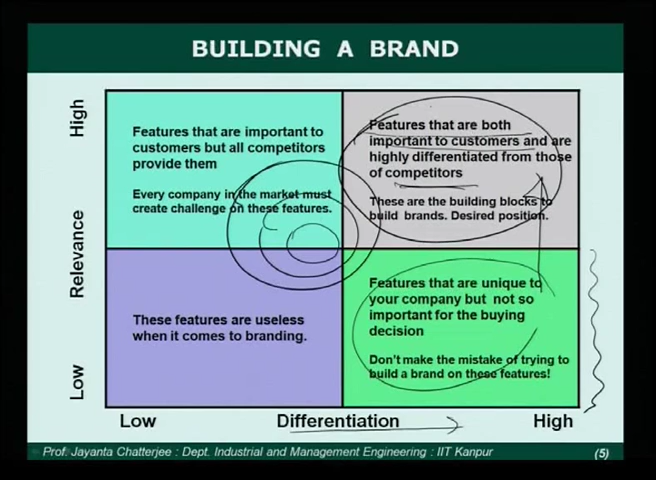 BUILDING A BRAND
High
Relevance
Low
Features that are important to
customers but all competitors
provide them
Every company in the market must
create challenge on these features.
Features that are both
important to customers and are
highly differentiated from those
of competitors
These are the building blocks to
build brands. Desired position.
These features are useless
when it comes to branding.
Features that are unique to
your company but not so
important for the buying
decision
Don't make the mistake of trying to
build a brand on these features!
Low
Differentiation
High
Prof. Jayanta Chatterjee : Dept. Industrial and Management Engineering : IIT Kanpur
(5)